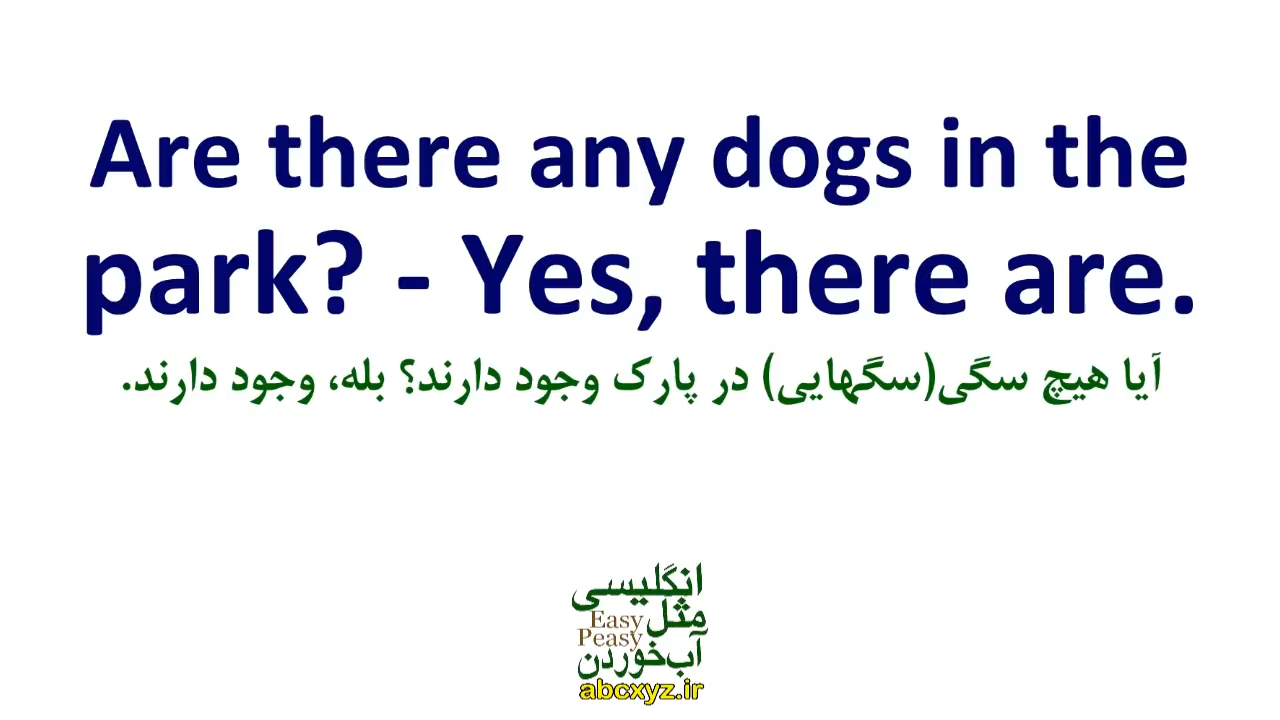 Are there any dogs in the
park? - Yes, there are.
آیا هیچ سگی(سگهایی) در پارک وجود دارند؟ بله، وجود دارند.
انگلیسی
مثل
Easy
Peasy
آب‌خوردن
abcxyz.ir